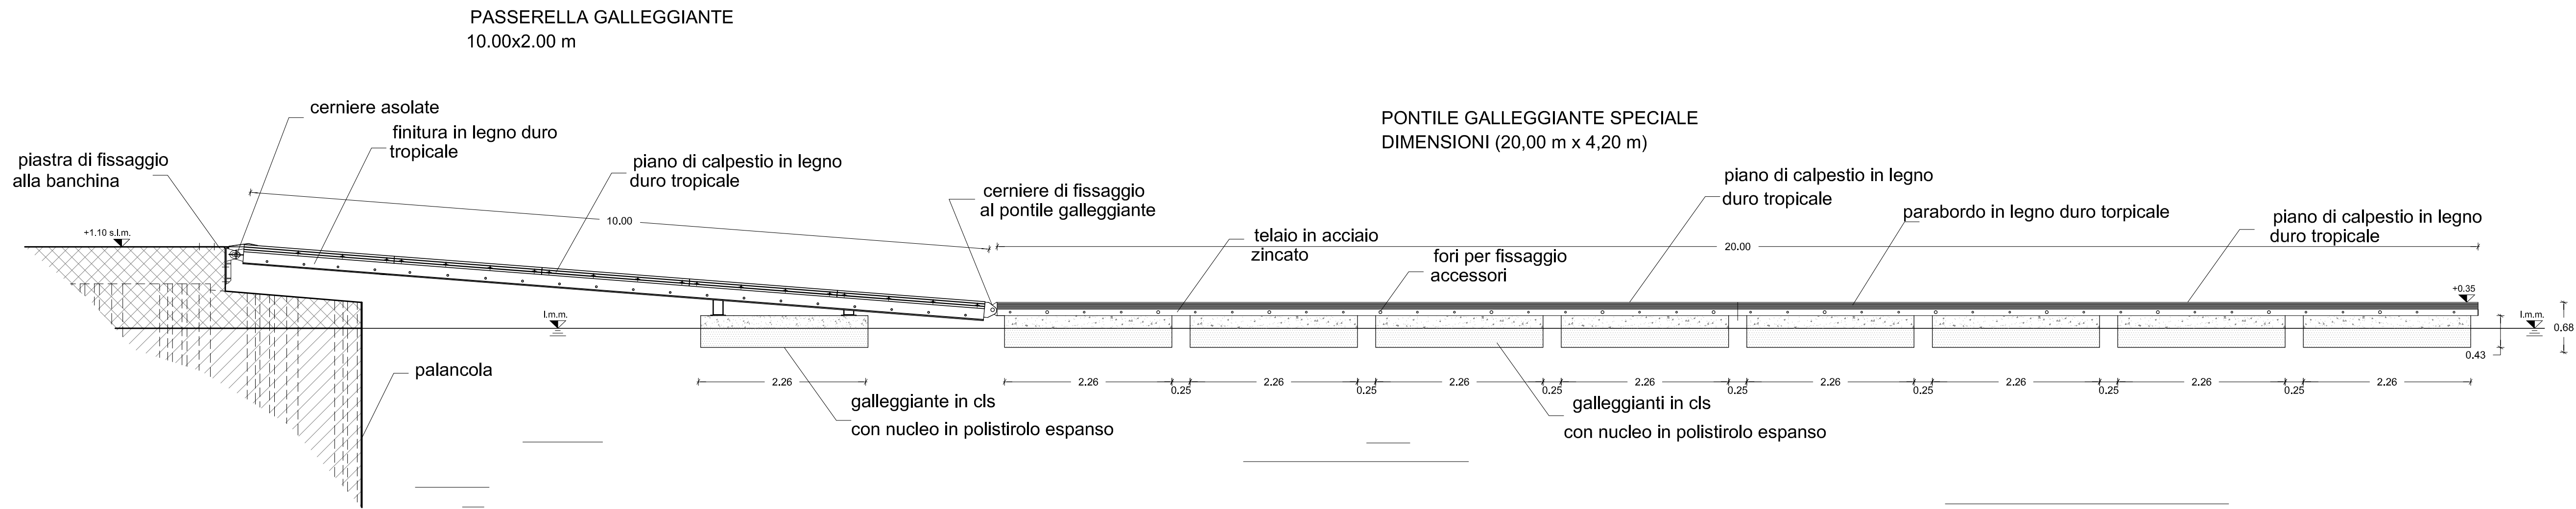 PASSERELLA GALLEGGIANTE
10.00x2.00 m
cerniere asolate
finitura in legno duro
tropicale
piastra di fissaggio
alla banchina
piano di calpestio in legno
duro tropicale
cerniere di fissaggio
al pontile galleggiante
+1.10 s.l.m.
10.00
l.m.m.
palancola
2.26
galleggiante in cls
con nucleo in polistirolo espanso
PONTILE GALLEGGIANTE SPECIALE
DIMENSIONI (20,00 m x 4,20 m)
piano di calpestio in legno
duro tropicale
parabordo in legno duro torpicale
piano di calpestio in legno
duro tropicale
telaio in acciaio
zincato
fori per fissaggio
accessori
20.00
+0.35
l.m.m.
0,68
0.43
2.26
0.25
2.26
0.25
2.26
0.25
2.26
0.25
2.26
0.25
2.26
0.25
2.26
0.25
2.26
galleggianti in cls
con nucleo in polistirolo espanso